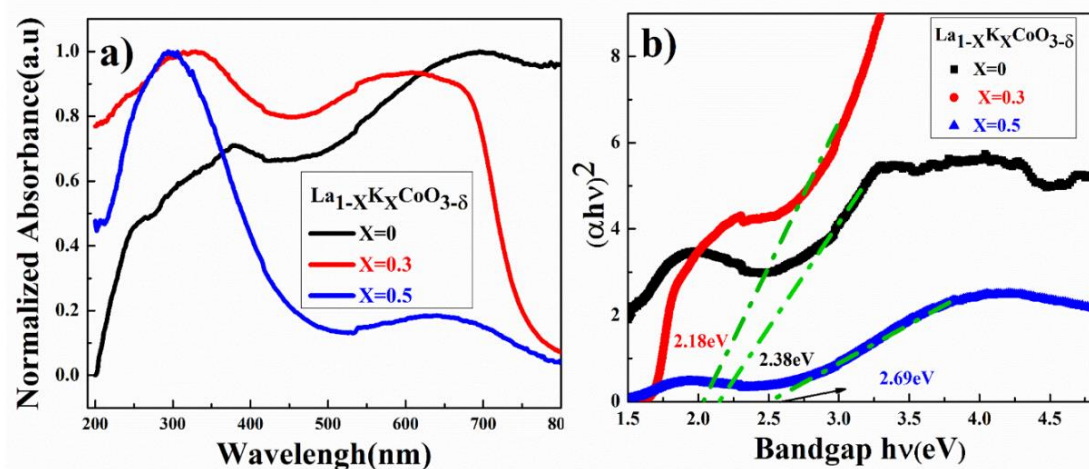 a)
Normalized Absorbance(a.u)
1.0
0.8
0.6
0.4
0.2
0.0
La1-XKXCoO3-δ
X=0
X=0.3
X=0.5
200 300 400 500 600 700 80
Wavelengh(nm)
b)
(αhν)2
8
6
4
2
0
La1-XKXCoO3-δ
X=0
X=0.3
X=0.5
2.18eV
2.38eV
2.69eV
1.5 2.0 2.5 3.0 3.5 4.0 4.5
Bandgap hν(eV)